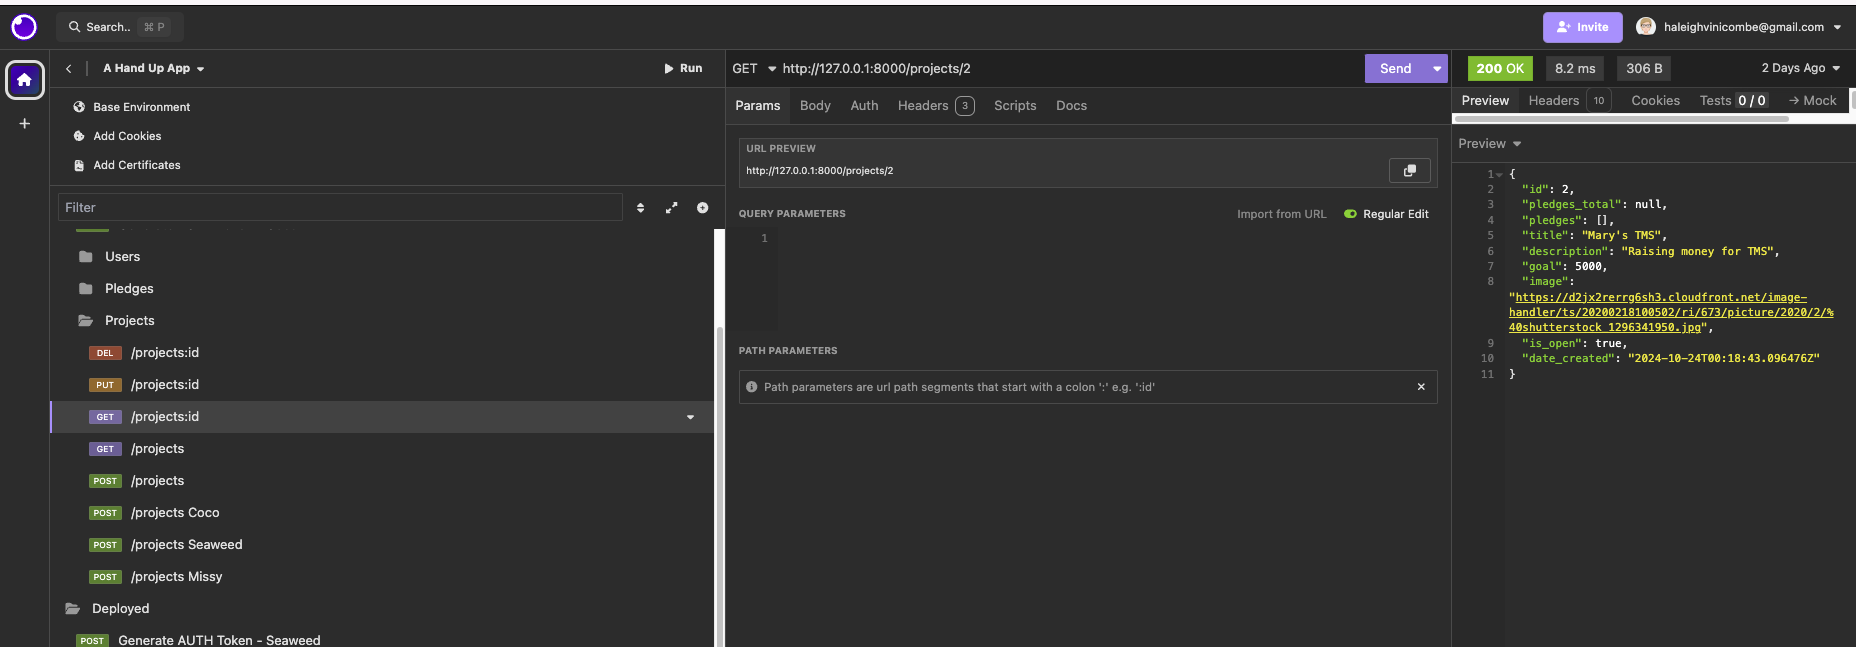 Search.. ⌘ P
Invite
haleighvinicombe@gmail.com
A Hand Up App
Run
Base Environment
Add Cookies
Add Certificates
Filter
Users
Pledges
Projects
DEL /projects:id
PUT /projects:id
GET /projects:id
GET /projects
POST /projects
POST /projects Coco
POST /projects Seaweed
POST /projects Missy
Deployed
POST Generate AUTH Token - Seaweed
GET http://127.0.0.1:8000/projects/2
Send
Params Body Auth Headers 3 Scripts Docs
URL PREVIEW
http://127.0.0.1:8000/projects/2
QUERY PARAMETERS Import from URL Regular Edit
1
PATH PARAMETERS
Path parameters are url path segments that start with a colon ':' e.g. ':id'
200 OK 8.2 ms 306 B 2 Days Ago
Preview Headers 10 Cookies Tests 0 / 0 → Mock
Preview
1 {
2 "id": 2,
3 "pledges_total": null,
4 "pledges": [],
5 "title": "Mary's TMS",
6 "description": "Raising money for TMS",
7 "goal": 5000,
8 "image":
"https://d2jx2rerrg6sh3.cloudfront.net/image-
handler/ts/20200218100502/ri/673/picture/2020/2/%
40shutterstock_1296341950.jpg",
9 "is_open": true,
10 "date_created": "2024-10-24T00:18:43.096476Z"
11 }